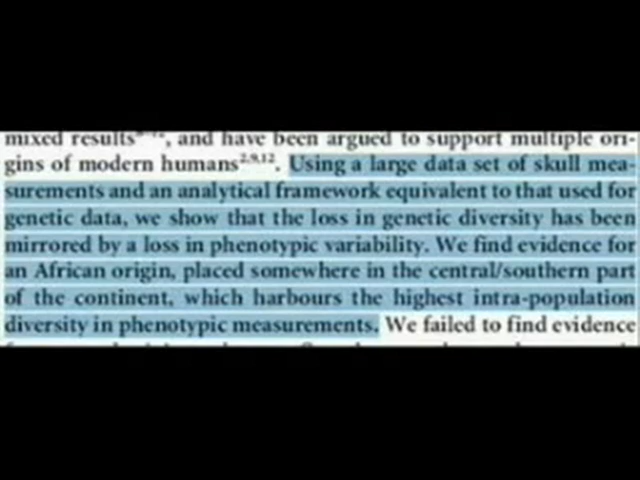 mixed results, and have been argued to support multiple ori-
gins of modern humans2,9,12. Using a large data set of skull mea-
surements and an analytical framework equivalent to that used for
genetic data, we show that the loss in genetic diversity has been
mirrored by a loss in phenotypic variability. We find evidence for
an African origin, placed somewhere in the central/southern part
of the continent, which harbours the highest intra-population
diversity in phenotypic measurements. We failed to find evidence